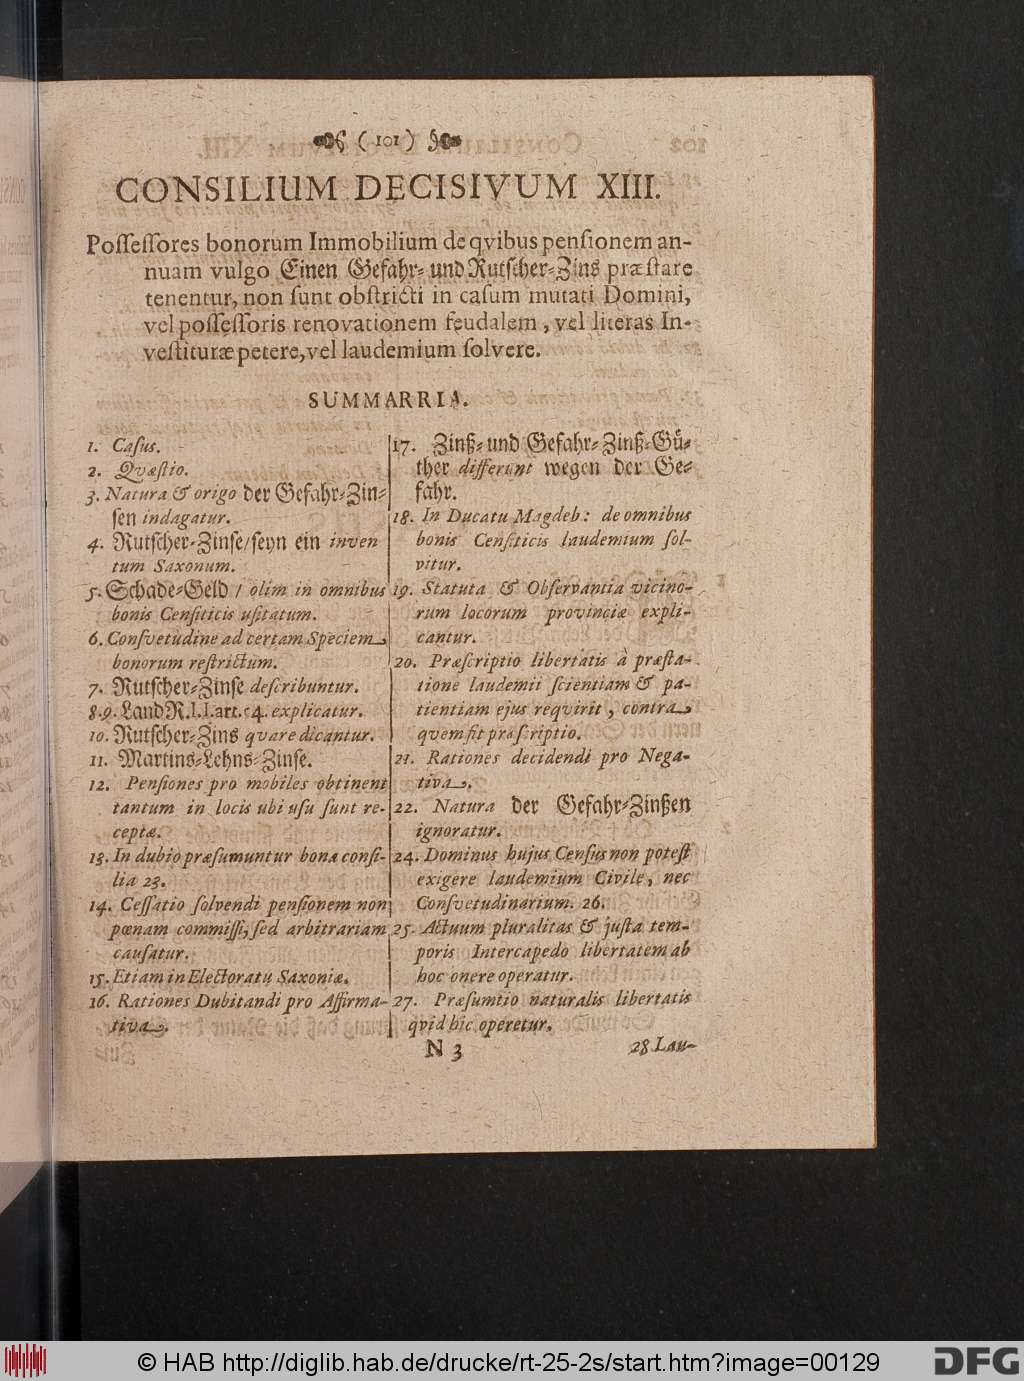 ( 101 )
CONSILIUM DECISIVUM XIII.
Poſſeſſores bonorum Immobilium de qvibus penſionem an-
nuam vulgo Einen Gefahr- und Rutſcher-Zins præſtare
tenentur, non ſunt obſtricti in caſum mutati Domini,
vel poſſeſſoris renovationem feudalem, vel literas In-
veſtituræ petere, vel laudemium ſolvere.
SUMMARRIA.
1. Caſus.
2. Qvæſtio.
3. Natura & origo der Gefahr-Zin-
ſen indagatur.
4. Rutſcher-Zinſe/ſeyn ein inven
tum Saxonum.
5. Schade-Geld / olim in omnibus
bonis Cenſiticis uſitatum.
6. Conſvetudine ad certam Speciem
bonorum reſtrictum.
7. Rutſcher-Zinſe deſcribuntur.
8.9. LandR. l. I. art. 54. explicatur.
10. Rutſcher-Zins qvare dicantur.
11. Martins-Lehns-Zinſe.
12. Penſiones pro mobiles obtinent
tantum in locis ubi uſu ſunt re-
ceptæ.
13. In dubio præſumuntur bona conſi-
lia 23.
14. Ceſſatio ſolvendi penſionem non
pœnam commiſſi, ſed arbitrariam
cauſatur.
15. Etiam in Electoratu Saxoniæ.
16. Rationes Dubitandi pro Affirma-
tiva.
17. Zinß- und Gefahr-Zinß-Gü-
ther differunt wegen der Ge-
fahr.
18. In Ducatu Magdeb: de omnibus
bonis Cenſiticis laudemium ſol-
vitur.
19. Statuta & Obſervantia vicino-
rum locorum provinciæ expli-
cantur.
20. Præſcriptio libertatis à præſta-
tione laudemii ſcientiam & pa-
tientiam ejus reqvirit, contra
qvem fit præſcriptio.
21. Rationes decidendi pro Nega-
tiva.
22. Natura der Gefahr-Zinßen
ignoratur.
24. Dominus hujus Cenſus non poteſt
exigere laudemium Civile, nec
Conſvetudinarium. 26.
25. Actuum pluralitas & juſta tem-
poris Intercapedo libertatem ab
hoc onere operatur.
27. Præſumtio naturalis libertatis
qvid hic operetur.
N 3
28. Lau-
© HAB http://diglib.hab.de/drucke/rt-25-2s/start.htm?image=00129
DFG